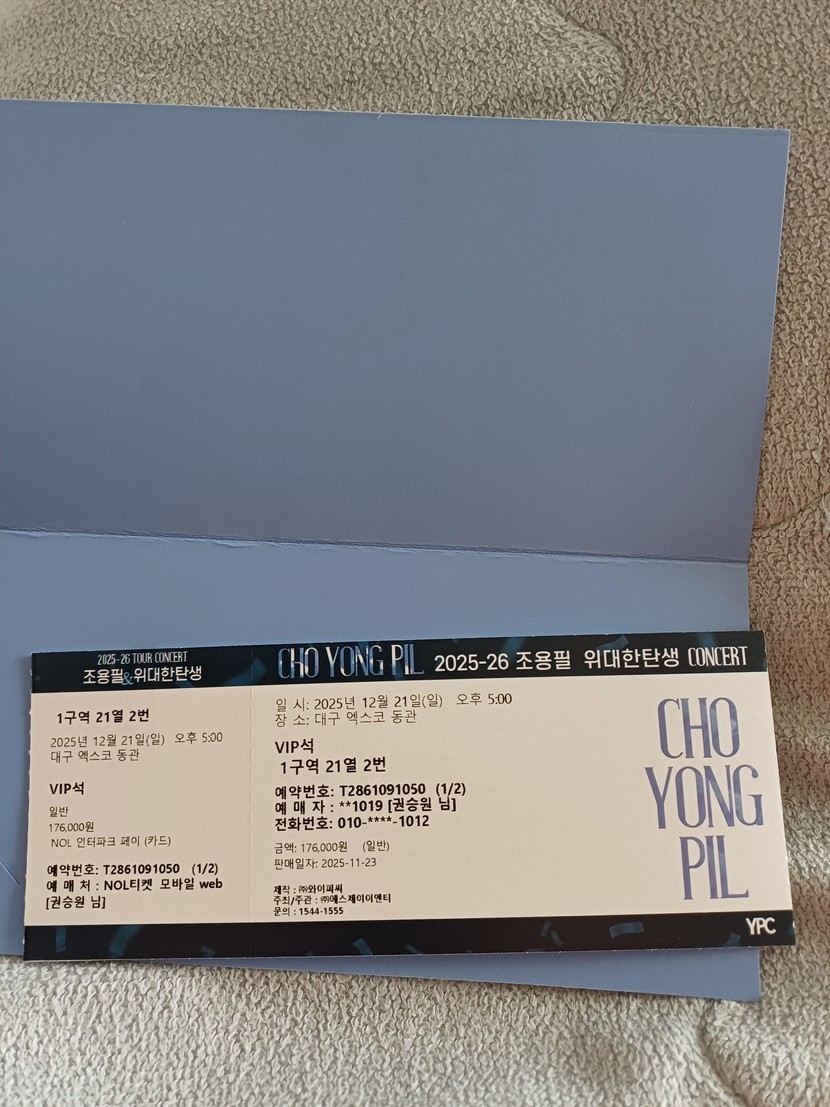 2025-26 TOUR CONCERT
조용필&위대한탄생
1구역 21열 2번
2025년 12월 21일(일) 오후 5:00
대구 엑스코 동관
VIP석
일반
176,000원
NOL 인터파크 페이 (카드)
예약번호: T2861091050 (1/2)
예 매 처 : NOL티켓 모바일 web
[권승원 님]
CHO YONG PIL 2025-26 조용필 위대한탄생 CONCERT
일 시: 2025년 12월 21일(일) 오후 5:00
장 소: 대구 엑스코 동관
VIP석
1구역 21열 2번
예약번호: T2861091050 (1/2)
예 매 자 : **1019 [권승원 님]
전화번호: 010-****-1012
금액: 176,000원 (일반)
판매일자: 2025-11-23
제작 : ㈜와이피씨
주최/주관 : ㈜에스제이이엔티
문의 : 1544-1555
CHO
YONG
PIL
YPC